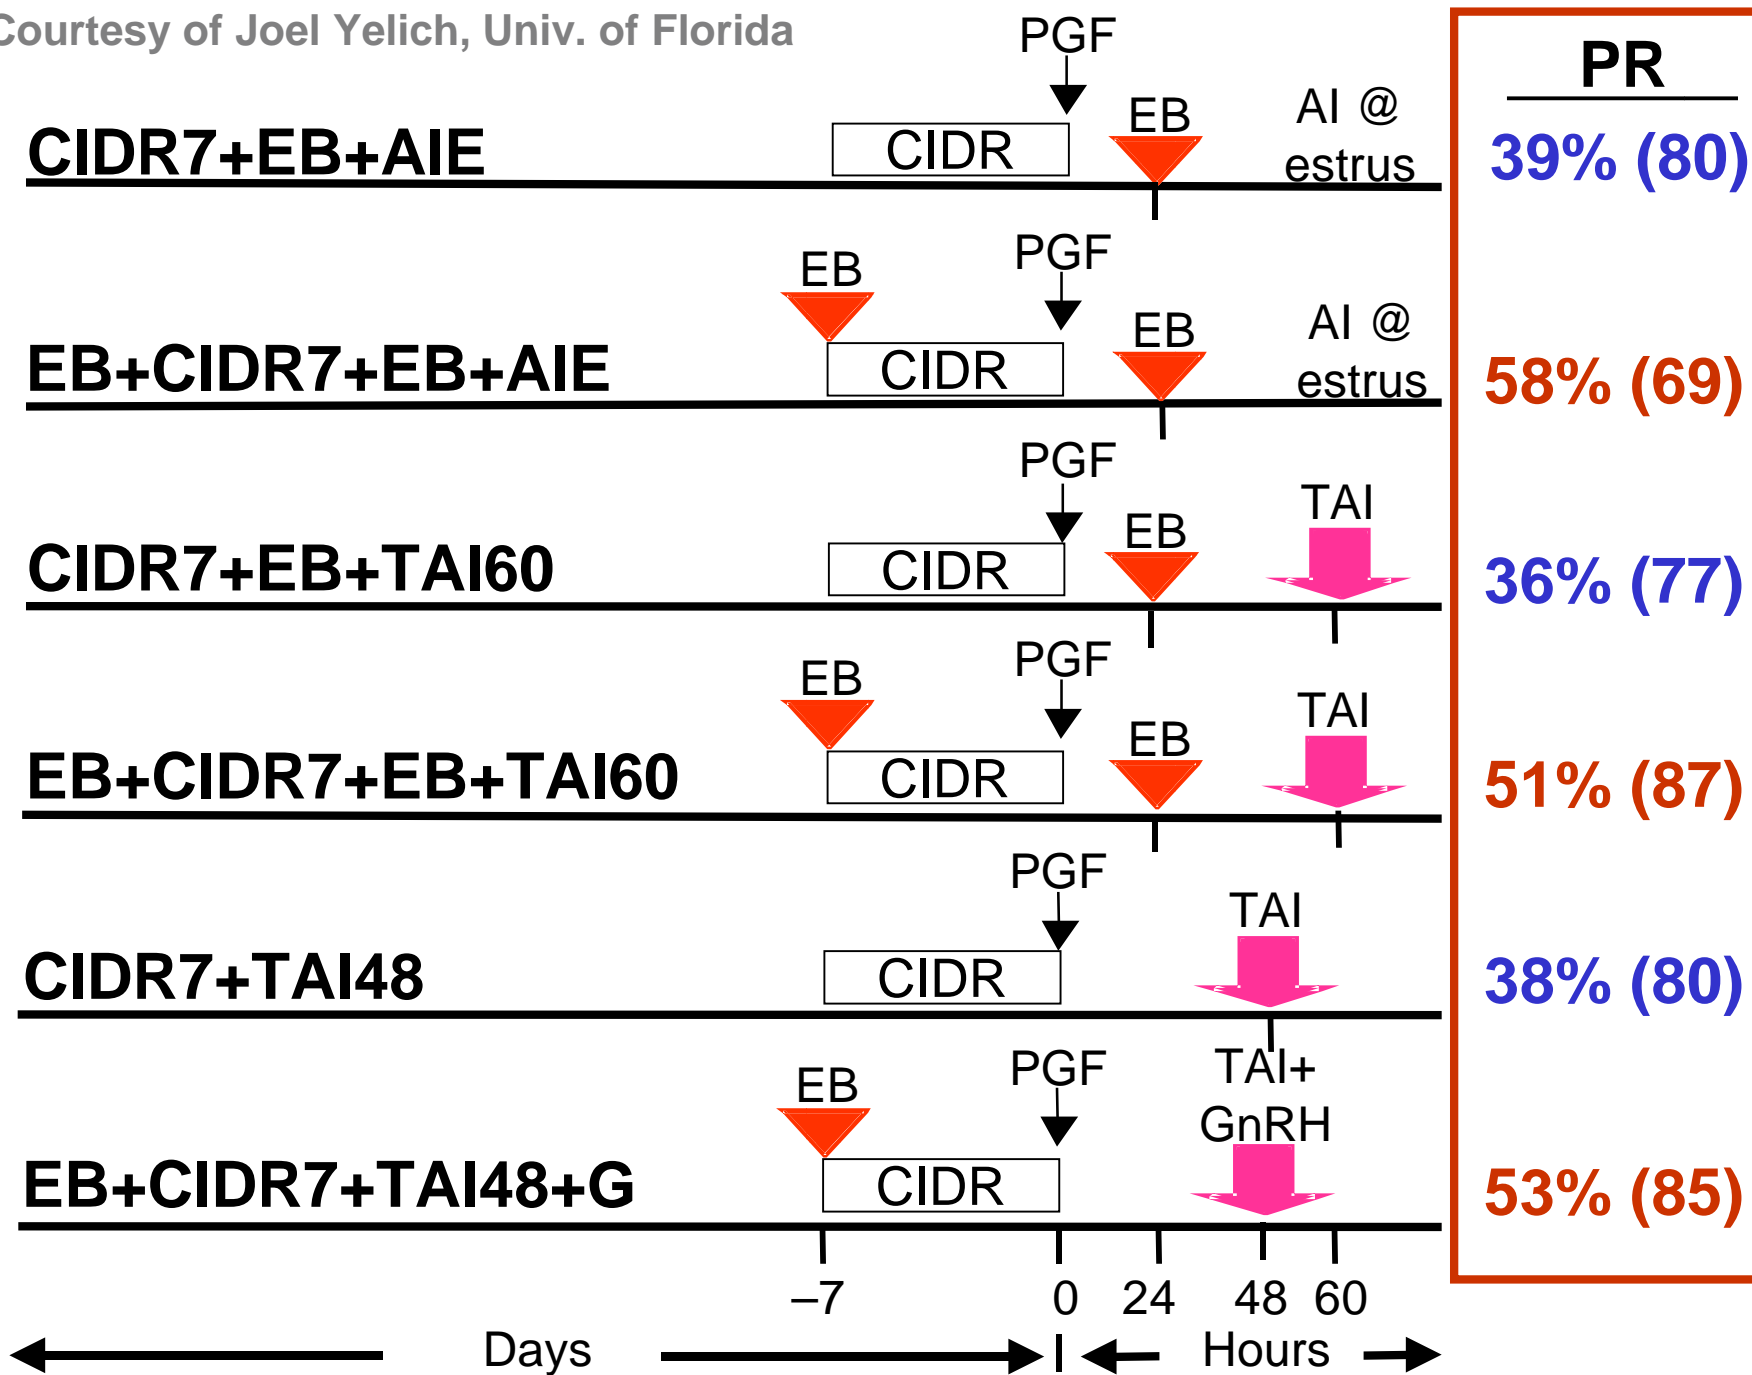 Courtesy of Joel Yelich, Univ. of Florida
PR
PGF
CIDR7+EB+AIE
CIDR
EB
AI @
estrus
39% (80)
EB
PGF
EB+CIDR7+EB+AIE
CIDR
EB
AI @
estrus
58% (69)
PGF
CIDR7+EB+TAI60
CIDR
EB
TAI
36% (77)
EB
PGF
EB+CIDR7+EB+TAI60
CIDR
EB
TAI
51% (87)
PGF
CIDR7+TAI48
CIDR
TAI
38% (80)
EB
PGF
EB+CIDR7+TAI48+G
CIDR
TAI+
GnRH
53% (85)
–7 0 24 48 60
Days Hours